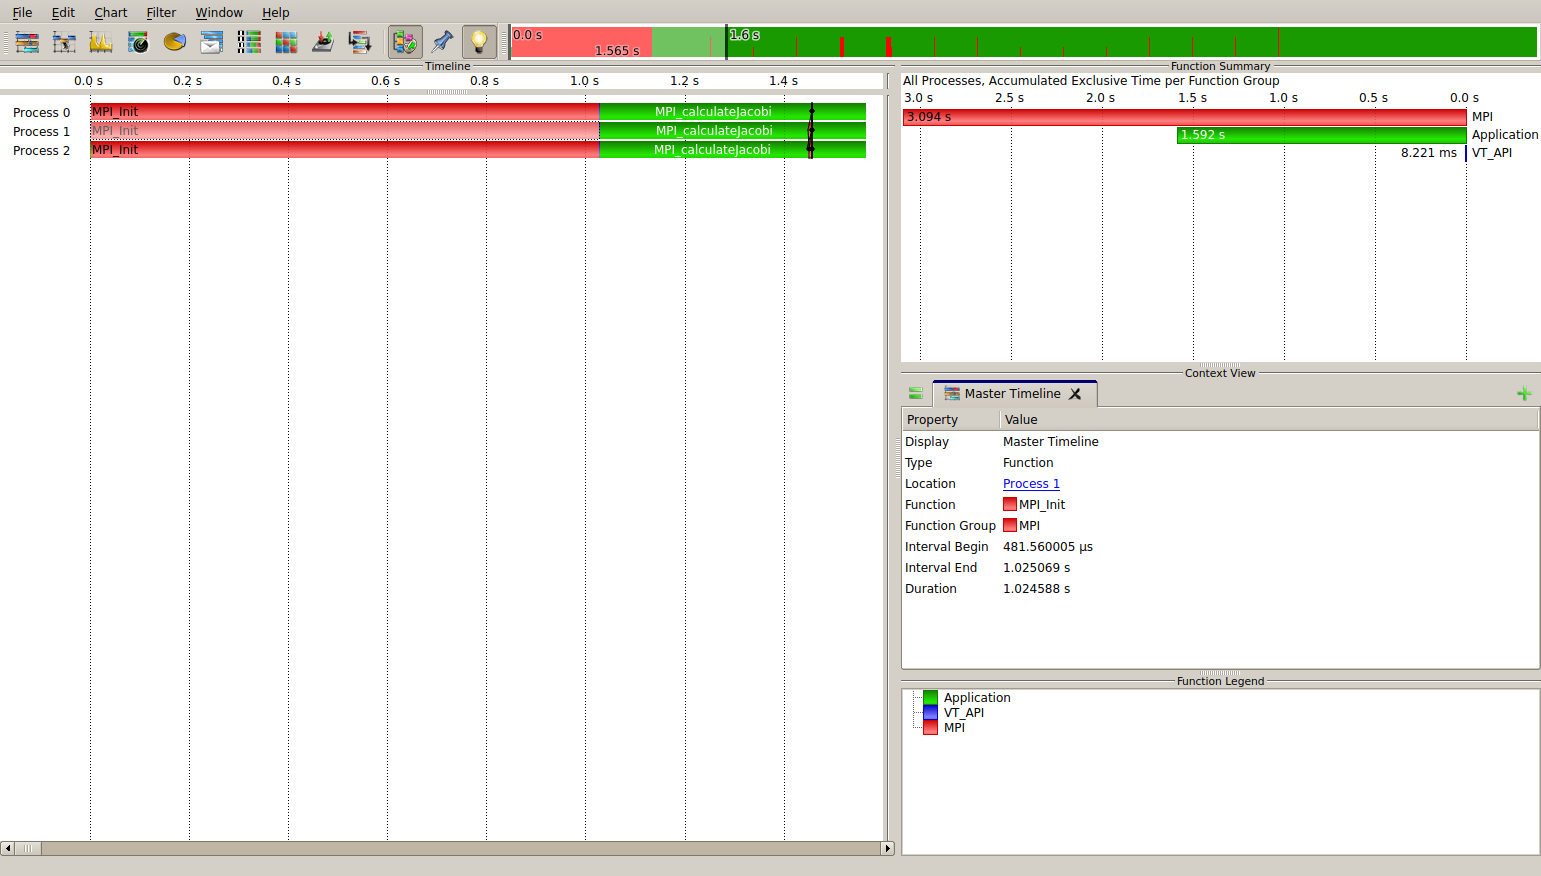 File Edit Chart Filter Window Help
0.0 s 1.6 s
1.565 s
Timeline
0.0 s 0.2 s 0.4 s 0.6 s 0.8 s 1.0 s 1.2 s 1.4 s
Process 0 MPI_Init MPI_calculateJacobi
Process 1 MPI_Init MPI_calculateJacobi
Process 2 MPI_Init MPI_calculateJacobi
Function Summary
All Processes, Accumulated Exclusive Time per Function Group
3.0 s 2.5 s 2.0 s 1.5 s 1.0 s 0.5 s 0.0 s
3.094 s MPI
1.592 s Application
8.221 ms VT_API
Context View
Master Timeline
Property Value
Display Master Timeline
Type Function
Location Process 1
Function MPI_Init
Function Group MPI
Interval Begin 481.560005 µs
Interval End 1.025069 s
Duration 1.024588 s
Function Legend
Application
VT_API
MPI